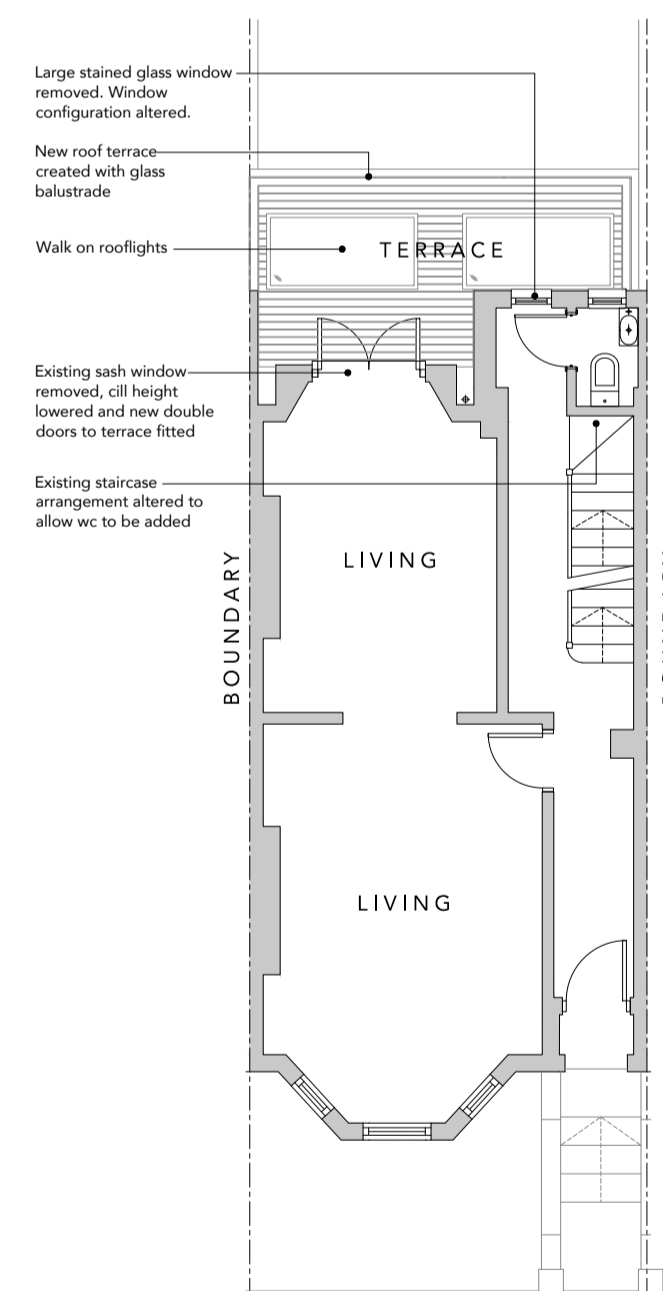 Large stained glass window
removed. Window
configuration altered.
New roof terrace
created with glass
balustrade
Walk on rooflights
TERRACE
Existing sash window
removed, cill height
lowered and new double
doors to terrace fitted
Existing staircase
arrangement altered to
allow wc to be added
LIVING
BOUNDARY
LIVING